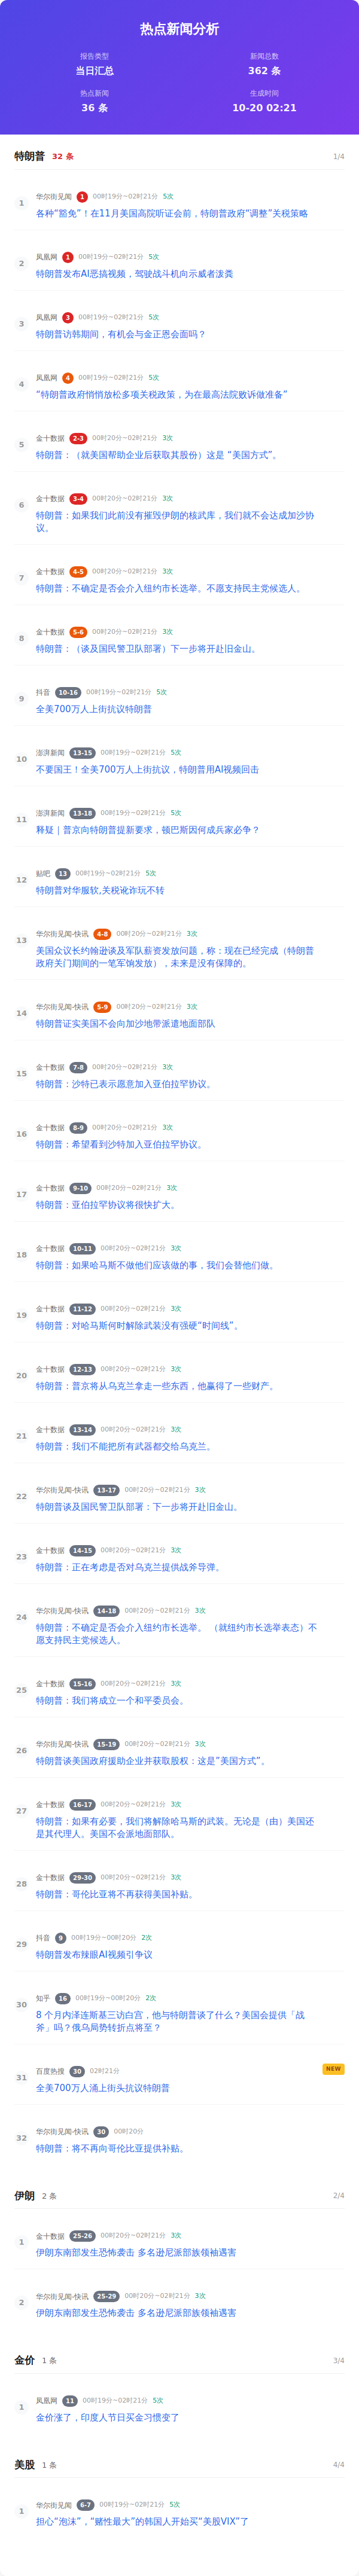 热点新闻分析
报告类型
新闻总数
当日汇总
362 条
热点新闻
生成时间
36 条
10-20 02:21
特朗普 32 条 1/4
1
华尔街见闻 1 00时19分~02时21分 5次
各种“豁免”！在11月美国高院听证会前，特朗普政府“调整”关税策略
2
凤凰网 1 00时19分~02时21分 5次
特朗普发布AI恶搞视频，驾驶战斗机向示威者泼粪
3
凤凰网 3 00时19分~02时21分 5次
特朗普访韩期间，有机会与金正恩会面吗？
4
凤凰网 4 00时19分~02时21分 5次
“特朗普政府悄悄放松多项关税政策，为在最高法院败诉做准备”
5
金十数据 2-3 00时20分~02时21分 3次
特朗普：（就美国帮助企业后获取其股份）这是 “美国方式”。
6
金十数据 3-4 00时20分~02时21分 3次
特朗普：如果我们此前没有摧毁伊朗的核武库，我们就不会达成加沙协
议。
7
金十数据 4-5 00时20分~02时21分 3次
特朗普：不确定是否会介入纽约市长选举。不愿支持民主党候选人。
8
金十数据 5-6 00时20分~02时21分 3次
特朗普：（谈及国民警卫队部署）下一步将开赴旧金山。
9
抖音 10-16 00时19分~02时21分 5次
全美700万人上街抗议特朗普
10
澎湃新闻 13-15 00时19分~02时21分 5次
不要国王！全美700万人上街抗议，特朗普用AI视频回击
11
澎湃新闻 13-18 00时19分~02时21分 5次
释疑｜普京向特朗普提新要求，顿巴斯因何成兵家必争？
12
贴吧 13 00时19分~02时21分 5次
特朗普对华服软,关税讹诈玩不转
13
华尔街见闻-快讯 4-8 00时20分~02时21分 3次
美国众议长约翰逊谈及军队薪资发放问题，称：现在已经完成（特朗普
政府关门期间的一笔军饷发放），未来是没有保障的。
14
华尔街见闻-快讯 5-9 00时20分~02时21分 3次
特朗普证实美国不会向加沙地带派遣地面部队
15
金十数据 7-8 00时20分~02时21分 3次
特朗普：沙特已表示愿意加入亚伯拉罕协议。
16
金十数据 8-9 00时20分~02时21分 3次
特朗普：希望看到沙特加入亚伯拉罕协议。
17
金十数据 9-10 00时20分~02时21分 3次
特朗普：亚伯拉罕协议将很快扩大。
18
金十数据 10-11 00时20分~02时21分 3次
特朗普：如果哈马斯不做他们应该做的事，我们会替他们做。
19
金十数据 11-12 00时20分~02时21分 3次
特朗普：对哈马斯何时解除武装没有强硬“时间线”。
20
金十数据 12-13 00时20分~02时21分 3次
特朗普：普京将从乌克兰拿走一些东西，他赢得了一些财产。
21
金十数据 13-14 00时20分~02时21分 3次
特朗普：我们不能把所有武器都交给乌克兰。
22
华尔街见闻-快讯 13-17 00时20分~02时21分 3次
特朗普谈及国民警卫队部署：下一步将开赴旧金山。
23
金十数据 14-15 00时20分~02时21分 3次
特朗普：正在考虑是否对乌克兰提供战斧导弹。
24
华尔街见闻-快讯 14-18 00时20分~02时21分 3次
特朗普：不确定是否会介入纽约市长选举。 （就纽约市长选举表态）不
愿支持民主党候选人。
25
金十数据 15-16 00时20分~02时21分 3次
特朗普：我们将成立一个和平委员会。
26
华尔街见闻-快讯 15-19 00时20分~02时21分 3次
特朗普谈美国政府援助企业并获取股权：这是“美国方式”。
27
金十数据 16-17 00时20分~02时21分 3次
特朗普：如果有必要，我们将解除哈马斯的武装。无论是（由）美国还
是其代理人。美国不会派地面部队。
28
金十数据 29-30 00时20分~02时21分 3次
特朗普：哥伦比亚将不再获得美国补贴。
29
抖音 9 00时19分~00时20分 2次
特朗普发布辣眼AI视频引争议
30
知乎 16 00时19分~00时20分 2次
8 个月内泽连斯基三访白宫，他与特朗普谈了什么？美国会提供「战
斧」吗？俄乌局势转折点将至？
31
百度热搜 30 02时21分 NEW
全美700万人涌上街头抗议特朗普
32
华尔街见闻-快讯 30 00时20分
特朗普：将不再向哥伦比亚提供补贴。
伊朗 2 条 2/4
1
金十数据 25-26 00时20分~02时21分 3次
伊朗东南部发生恐怖袭击 多名逊尼派部族领袖遇害
2
华尔街见闻-快讯 25-29 00时20分~02时21分 3次
伊朗东南部发生恐怖袭击 多名逊尼派部族领袖遇害
金价 1 条 3/4
1
凤凰网 11 00时19分~02时21分 5次
金价涨了，印度人节日买金习惯变了
美股 1 条 4/4
1
华尔街见闻 6-7 00时19分~02时21分 5次
担心“泡沫”，“赌性最大”的韩国人开始买“美股VIX”了